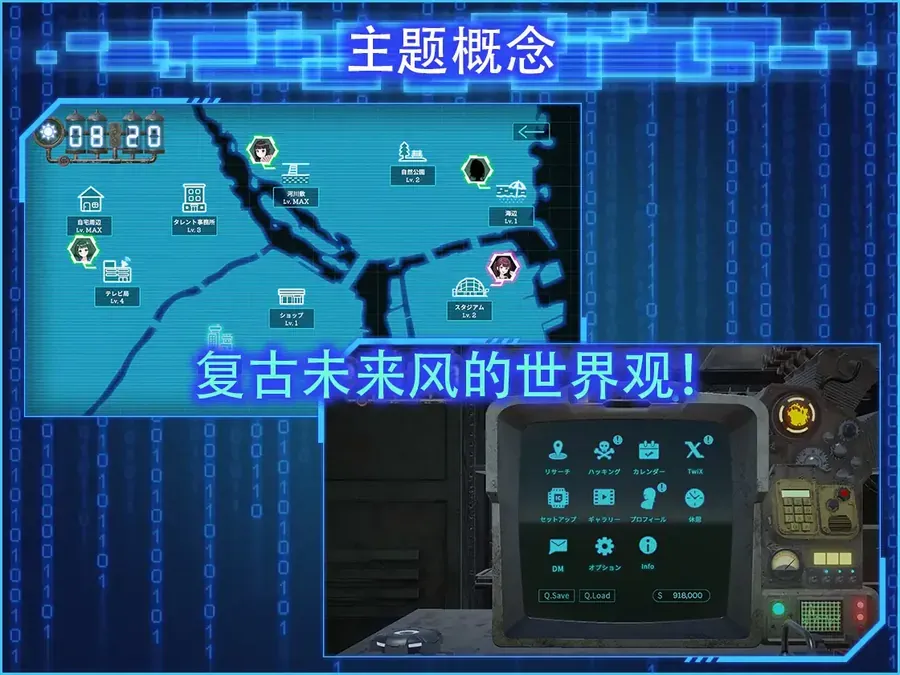 主题概念
08:20
自然公園
Lv. 2
河川敷
Lv. MAX
海辺
Lv. 1
自宅周辺
Lv. MAX
タレント事務所
Lv. 3
テレビ局
Lv. 4
ショップ
Lv. 1
スタジアム
Lv. 2
复古未来风的世界观!
リサーチ
ハッキング
カレンダー
TwiX
セットアップ
ギャラリー
プロフィール
休憩
DM
オプション
Info
Q.Save
Q.Load
$ 918,000